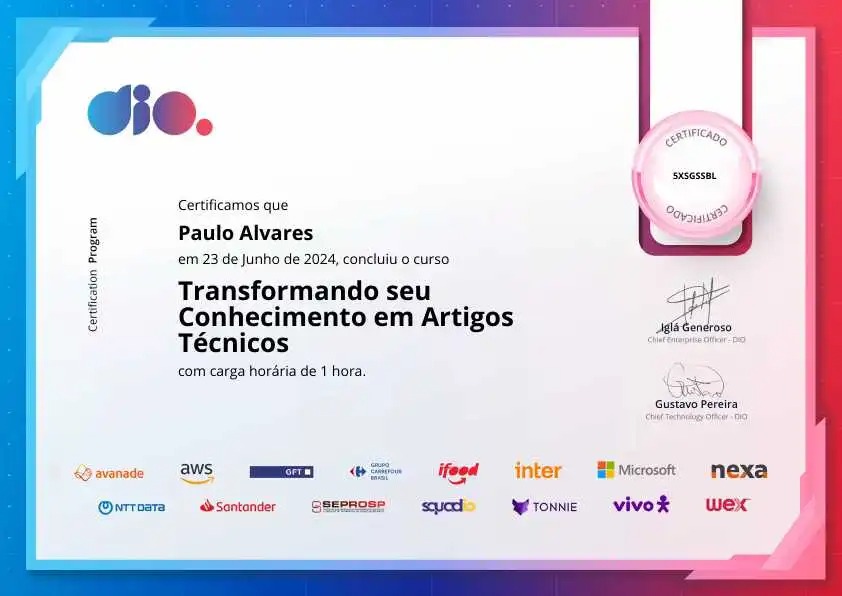 dio.
CERTIFICADO
5XSGSSBL
CERTIFICADO
Certification Program
Certificamos que
Paulo Alvares
em 23 de Junho de 2024, concluiu o curso
Transformando seu
Conhecimento em Artigos
Técnicos
com carga horária de 1 hora.
Iglá Generoso
Chief Enterprise Officer - DIO
Gustavo Pereira
Chief Technology Officer - DIO
avanade
aws
GFT
GRUPO
CARREFOUR
BRASIL
ifood
inter
Microsoft
nexa
NTT DATA
Santander
SEPROSP
squadio
TONNIE
vivo
wex